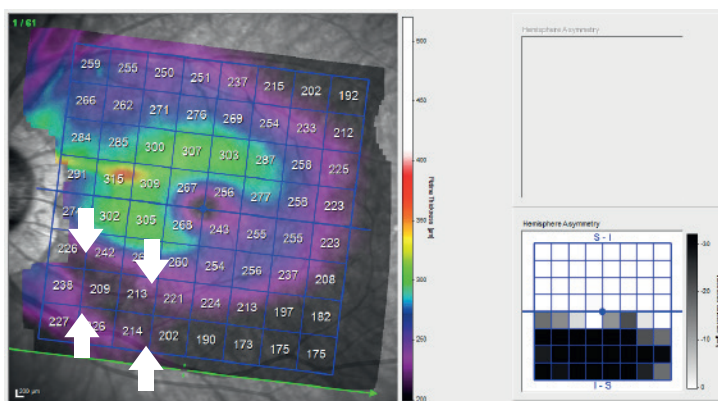 1 / 61
Hemisphere Asymmetry
259 255 250 251 237 215 202 192
266 262 271 276 269 254 233 212
284 285 300 307 303 287 258 225
291 315 309 267 256 277 258 223
302 305 268 243 255 255 223
226 242 260 254 256 237 208
238 209 213 221 224 213 197 182
227 214 202 190 173 175 175
200 µm
500
450
400
350
300
250
200
Retinal Thickness [µm]
Hemisphere Asymmetry
S - I
I - S
-30
-20
-10
0